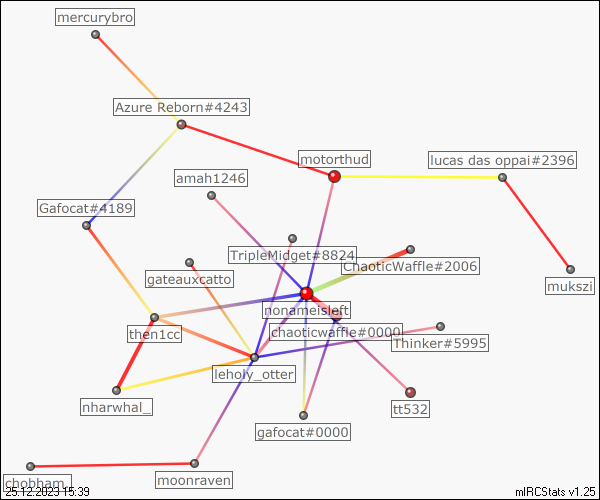 mercurybro
Azure Reborn#4243
motorthud
lucas das oppai#2396
amah1246
Gafocat#4189
TripleMidget#8824
ChaoticWaffle#2006
gateauxcatto
mukszi
nonameisleft
chaoticwaffle#0000
then1cc
Thinker#5995
leholy_otter
nharwhal_
tt532
gafocat#0000
moonraven
chobham_
25.12.2023 15:39
mIRCStats v1.25